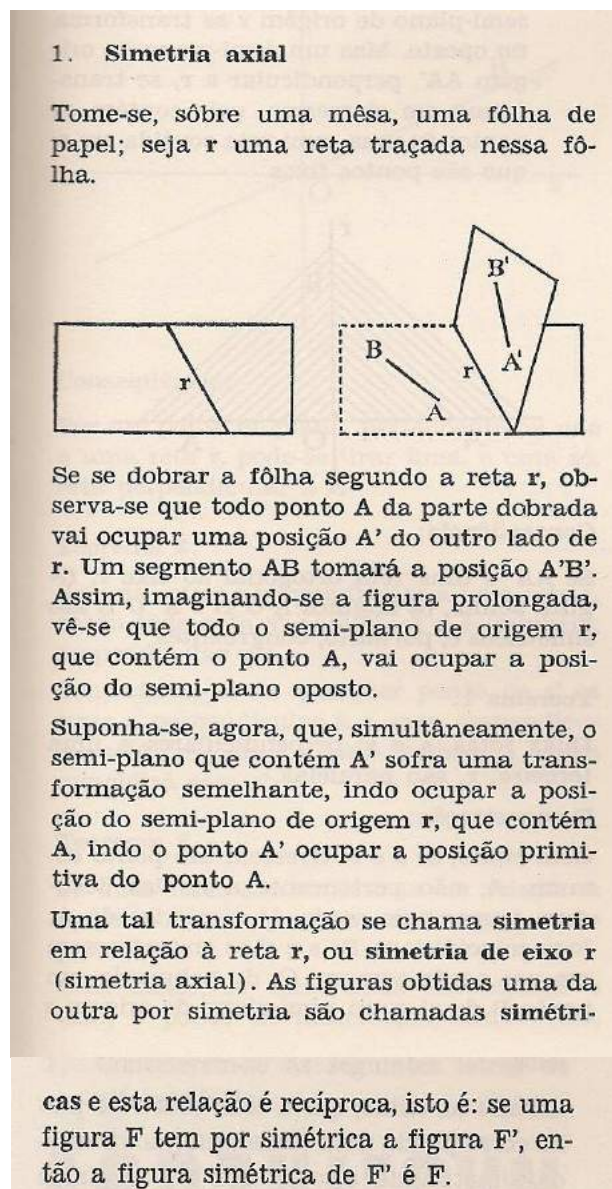 1. Simetria axial
Tome-se, sôbre uma mêsa, uma fôlha de
papel; seja r uma reta traçada nessa fô-
lha.
B'
B
r
r
A'
A
Se se dobrar a fôlha segundo a reta r, ob-
serva-se que todo ponto A da parte dobrada
vai ocupar uma posição A' do outro lado de
r. Um segmento AB tomará a posição A'B'.
Assim, imaginando-se a figura prolongada,
vê-se que todo o semi-plano de origem r,
que contém o ponto A, vai ocupar a posi-
ção do semi-plano oposto.
Suponha-se, agora, que, simultâneamente, o
semi-plano que contém A' sofra uma trans-
formação semelhante, indo ocupar a posi-
ção do semi-plano de origem r, que contém
A, indo o ponto A' ocupar a posição primi-
tiva do ponto A.
Uma tal transformação se chama simetria
em relação à reta r, ou simetria de eixo r
(simetria axial). As figuras obtidas uma da
outra por simetria são chamadas simétri-
cas e esta relação é recíproca, isto é: se uma
figura F tem por simétrica a figura F', en-
tão a figura simétrica de F' é F.